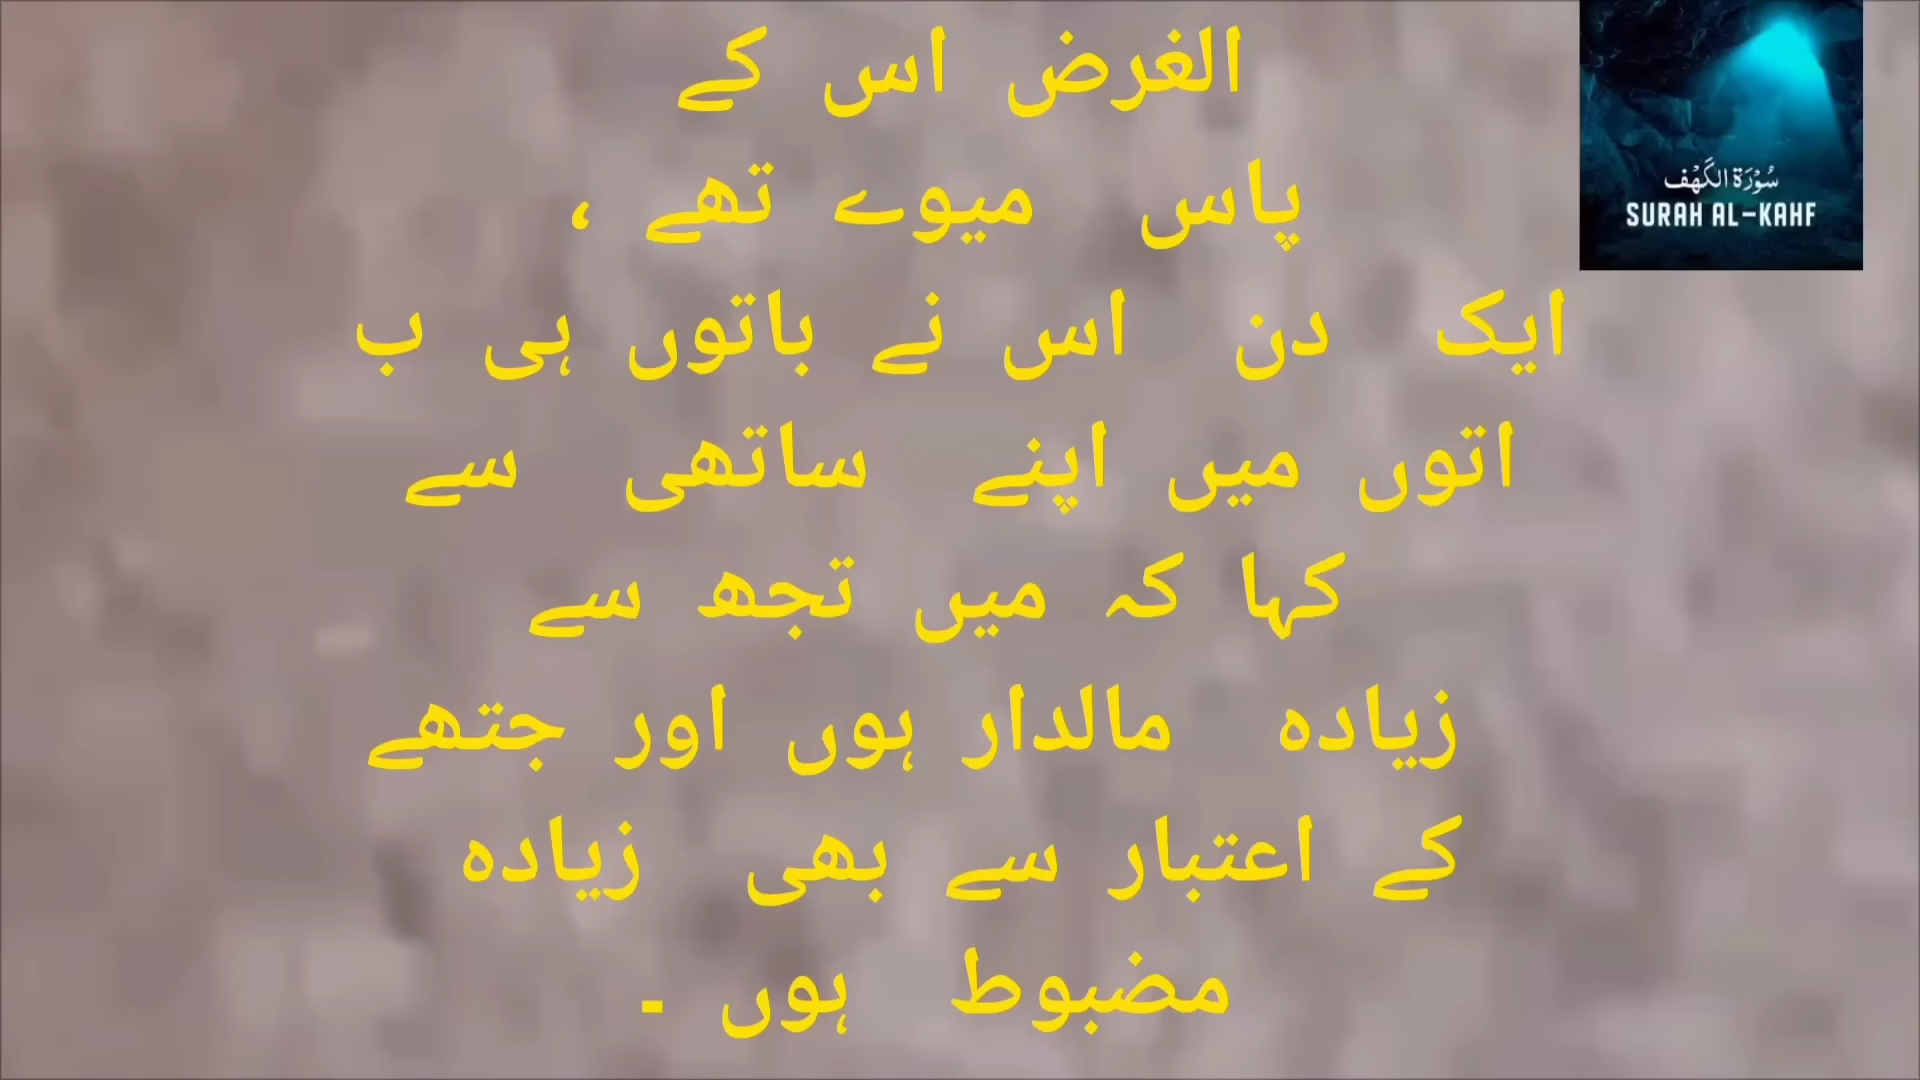 الغرض اس کے
پاس میوے تھے ،
ایک دن اس نے باتوں ہی ب
اتوں میں اپنے ساتھی سے
کہا کہ میں تجھ سے
زیادہ مالدار ہوں اور جتھے
کے اعتبار سے بھی زیادہ
مضبوط ہوں ۔
سُوْرَة الكَهْف
SURAH AL-KAHF